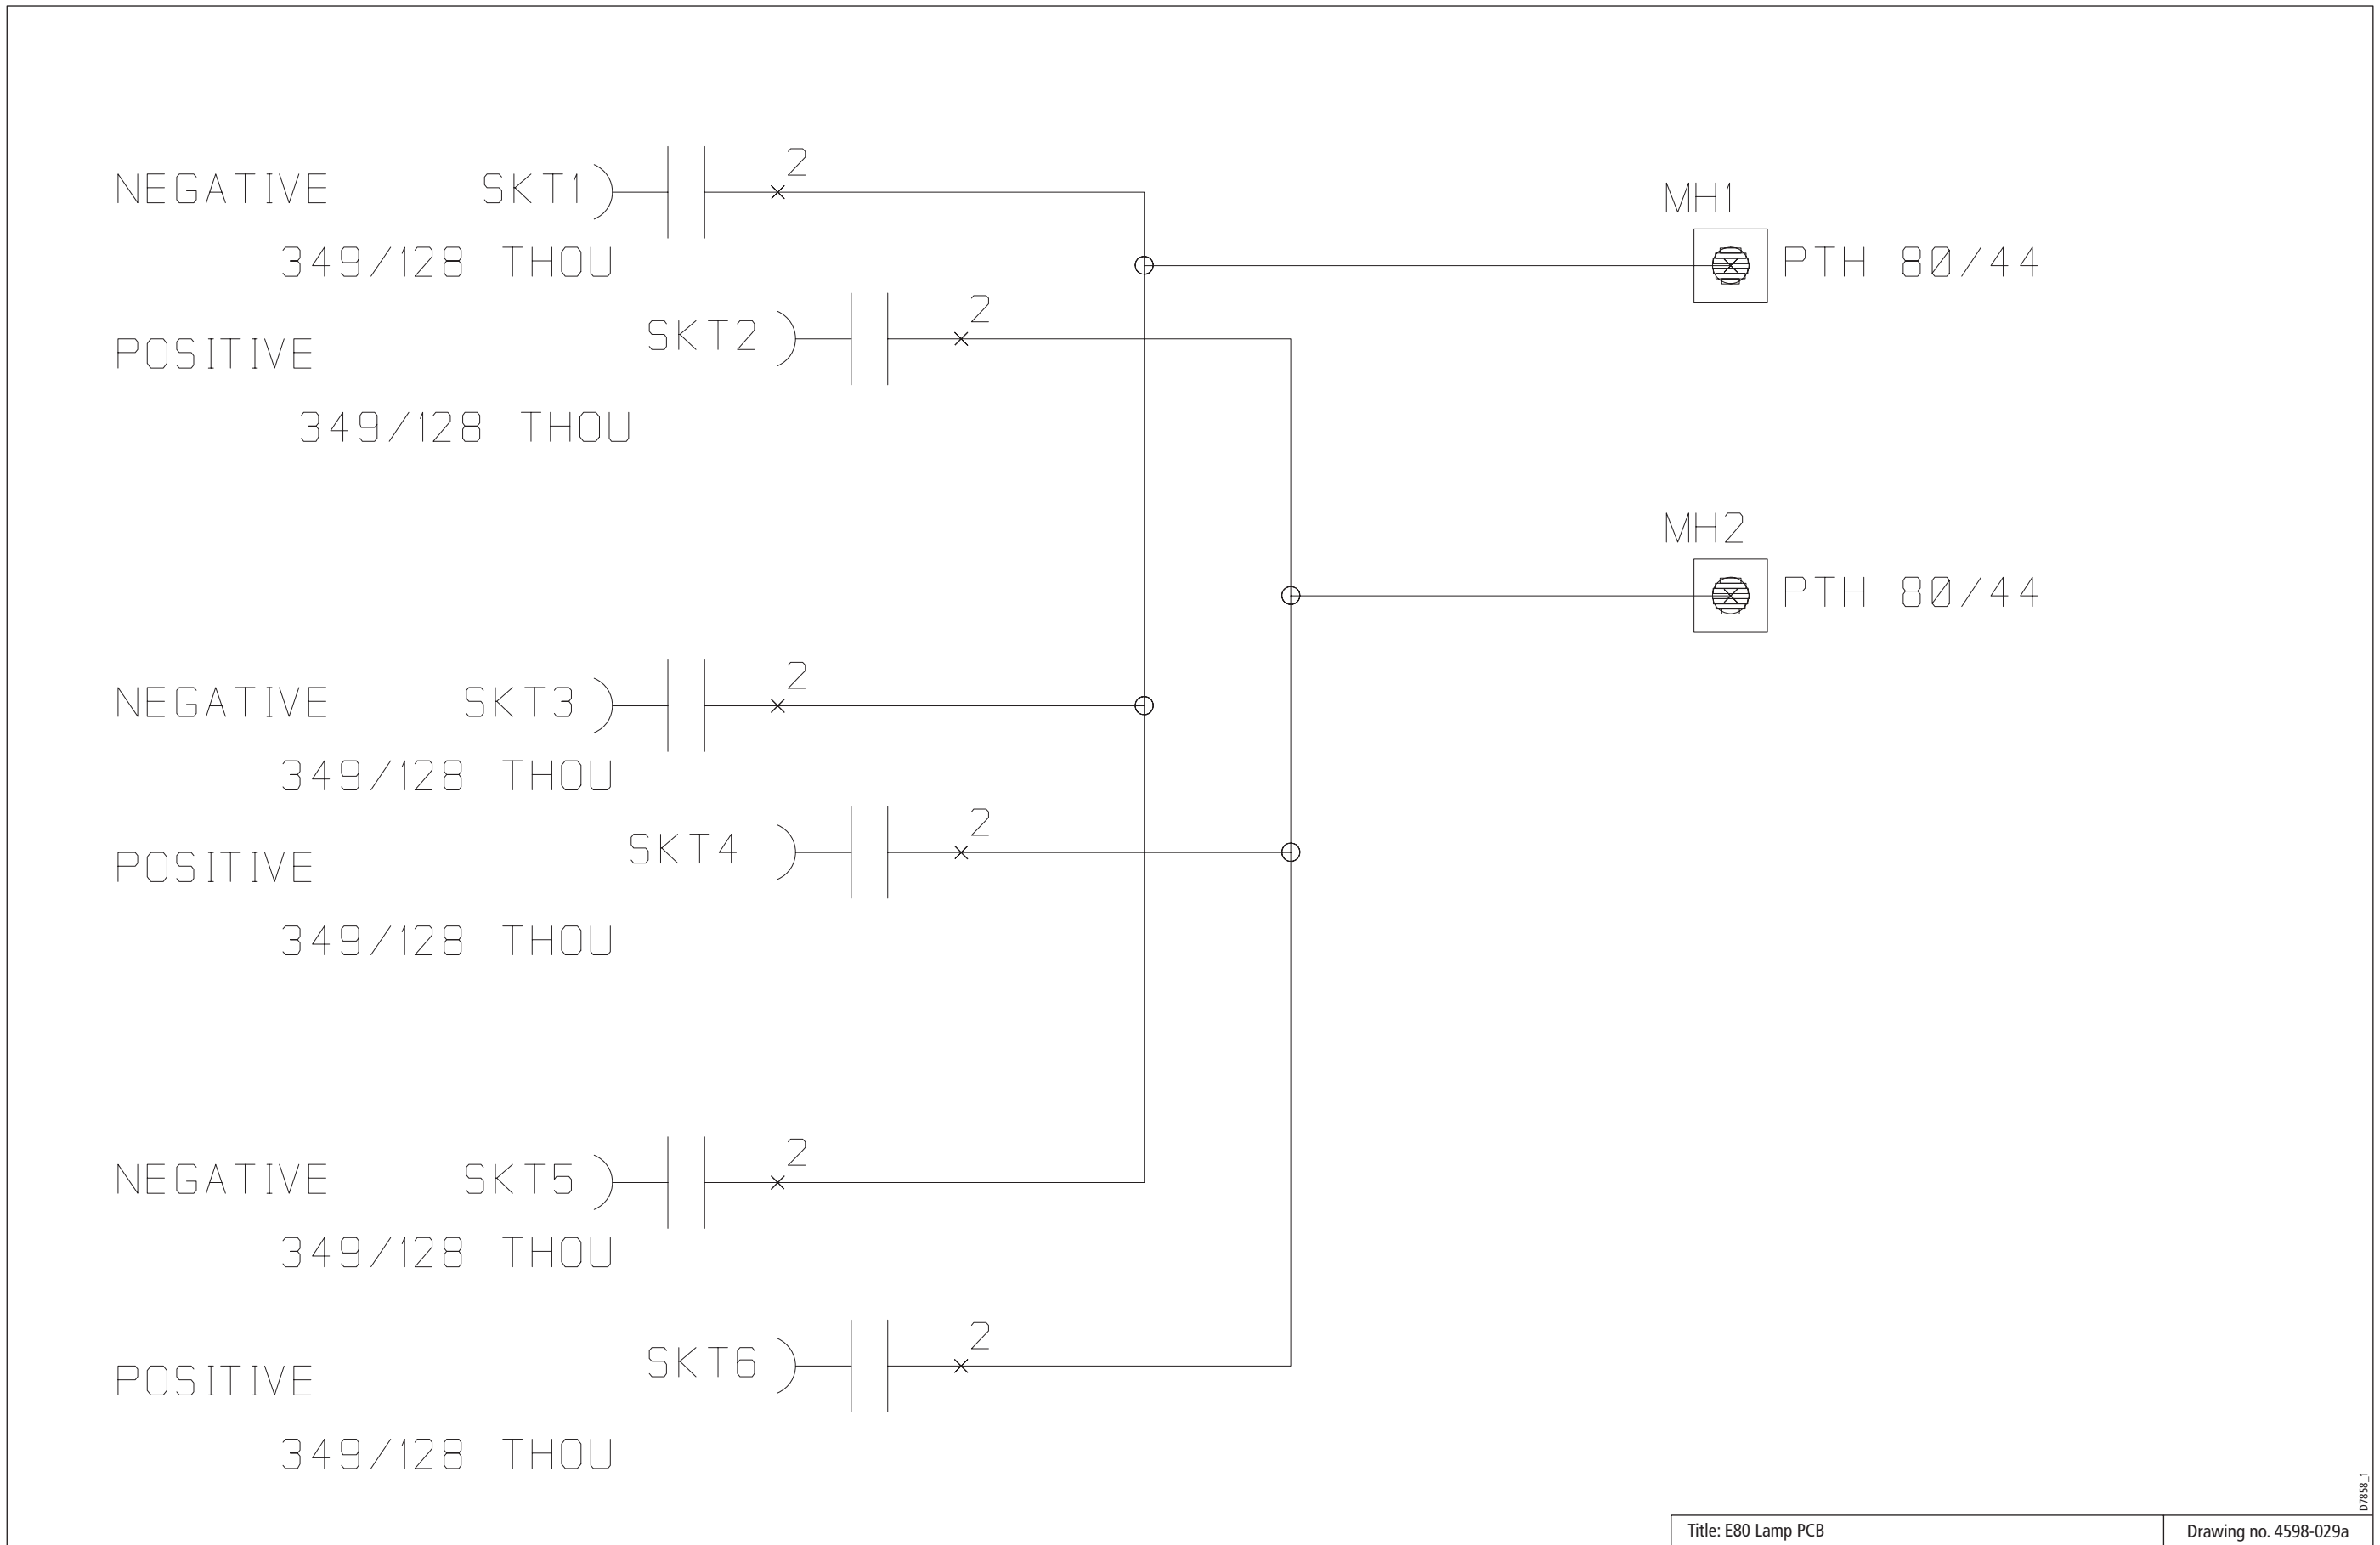 2
NEGATIVE SKT1
MH1
349/128 THOU
PTH 80/44
2
POSITIVE SKT2
349/128 THOU
MH2
PTH 80/44
2
NEGATIVE SKT3
349/128 THOU
2
POSITIVE SKT4
349/128 THOU
2
NEGATIVE SKT5
349/128 THOU
2
POSITIVE SKT6
349/128 THOU
D7858_1
Title: E80 Lamp PCB
Drawing no. 4598-029a